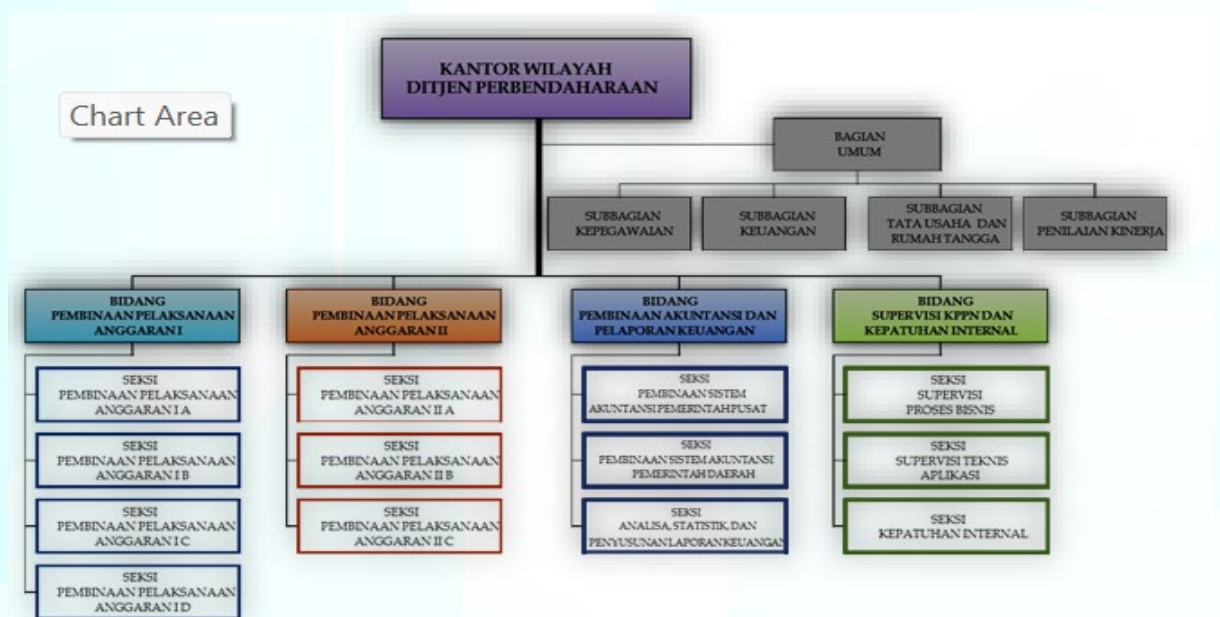 KANTOR WILAYAH
DITJEN PERBENDAHARAAN
Chart Area
BAGIAN
UMUM
SUBBAGIAN
KEPEGAWAIAN
SUBBAGIAN
KEUANGAN
SUBBAGIAN
TATA USAHA DAN
RUMAH TANGGA
SUBBAGIAN
PENILAIAN KINERJA
BIDANG
PEMBINAAN PELAKSANAAN
ANGGARAN I
SEKSI
PEMBINAAN PELAKSANAAN
ANGGARAN I A
SEKSI
PEMBINAAN PELAKSANAAN
ANGGARAN I B
SEKSI
PEMBINAAN PELAKSANAAN
ANGGARAN I C
SEKSI
PEMBINAAN PELAKSANAAN
ANGGARAN I D
BIDANG
PEMBINAAN PELAKSANAAN
ANGGARAN II
SEKSI
PEMBINAAN PELAKSANAAN
ANGGARAN II A
SEKSI
PEMBINAAN PELAKSANAAN
ANGGARAN II B
SEKSI
PEMBINAAN PELAKSANAAN
ANGGARAN II C
BIDANG
PEMBINAAN AKUNTANSI DAN
PELAPORAN KEUANGAN
SEKSI
PEMBINAAN SISTEM
AKUNTANSI PEMERINTAH PUSAT
SEKSI
PEMBINAAN SISTEM AKUNTANSI
PEMERINTAH DAERAH
SEKSI
ANALISA, STATISTIK, DAN
PENYUSUNAN LAPORAN KEUANGAN
BIDANG
SUPERVISI KPPN DAN
KEPATUHAN INTERNAL
SEKSI
SUPERVISI
PROSES BISNIS
SEKSI
SUPERVISI TEKNIS
APLIKASI
SEKSI
KEPATUHAN INTERNAL